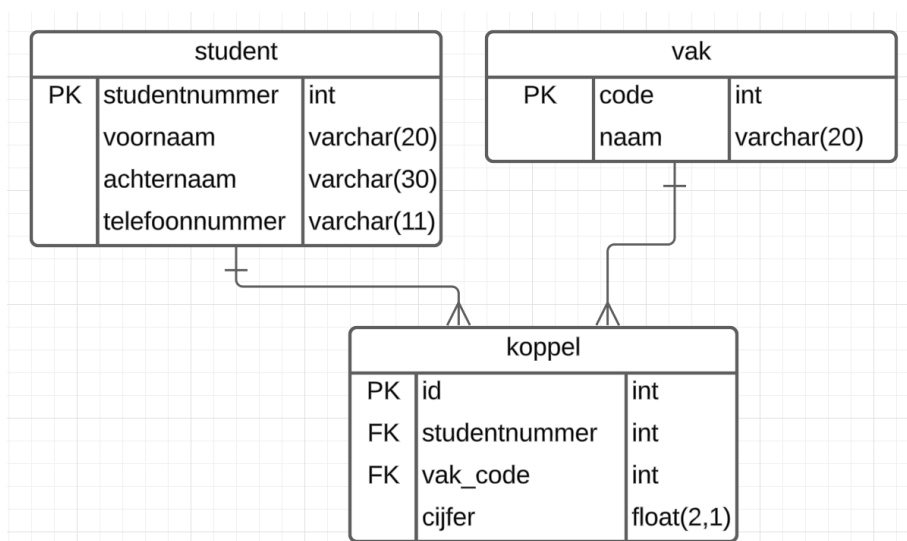 student
PK studentnummer int
voornaam varchar(20)
achternaam varchar(30)
telefoonnummer varchar(11)
vak
PK code int
naam varchar(20)
koppel
PK id int
FK studentnummer int
FK vak_code int
cijfer float(2,1)